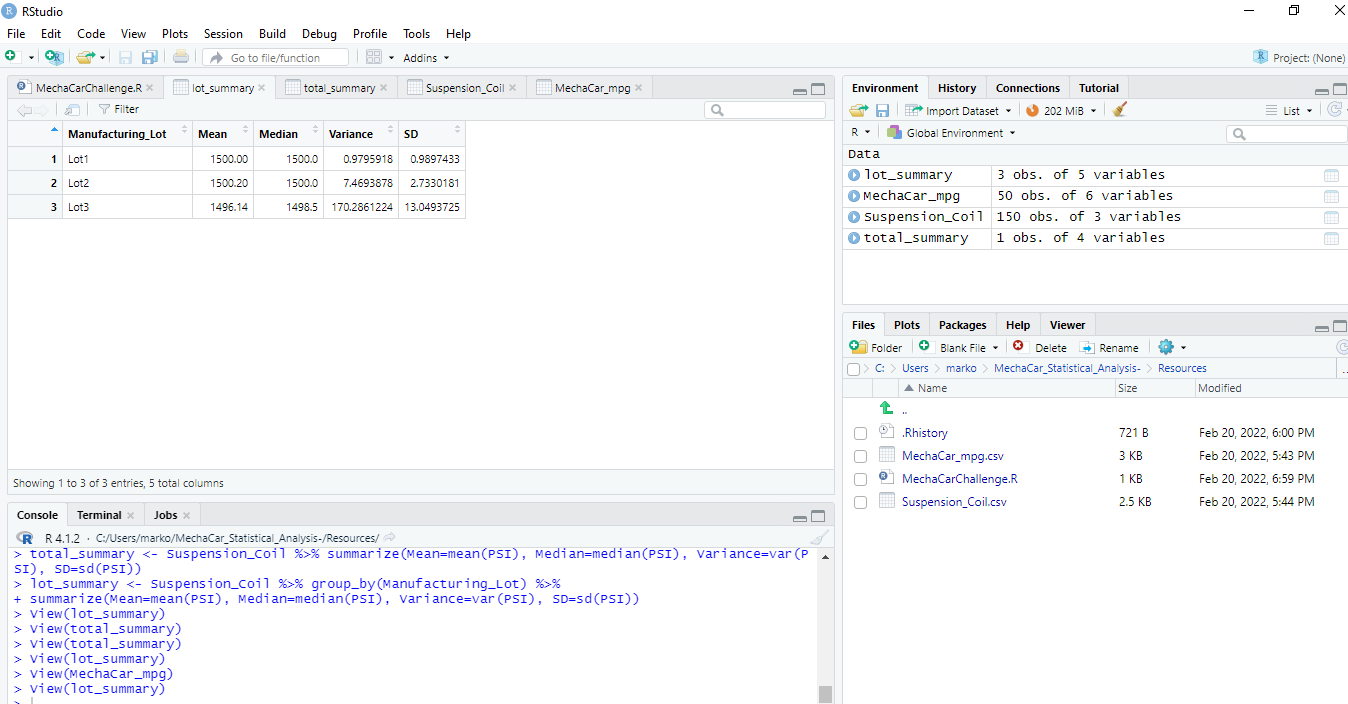 RStudio
File Edit Code View Plots Session Build Debug Profile Tools Help
Go to file/function Addins Project: (None)
MechaCarChallenge.R lot_summary total_summary Suspension_Coil MechaCar_mpg
Filter
Manufacturing_Lot Mean Median Variance SD
1 Lot1 1500.00 1500.0 0.9795918 0.9897433
2 Lot2 1500.20 1500.0 7.4693878 2.7330181
3 Lot3 1496.14 1498.5 170.2861224 13.0493725
Showing 1 to 3 of 3 entries, 5 total columns
Console Terminal Jobs
R 4.1.2 · C:/Users/marko/MechaCar_Statistical_Analysis-/Resources/
> total_summary <- Suspension_Coil %>% summarize(Mean=mean(PSI), Median=median(PSI), Variance=var(P
SI), SD=sd(PSI))
> lot_summary <- Suspension_Coil %>% group_by(Manufacturing_Lot) %>%
+ summarize(Mean=mean(PSI), Median=median(PSI), Variance=var(PSI), SD=sd(PSI))
> View(lot_summary)
> View(total_summary)
> View(total_summary)
> View(lot_summary)
> View(MechaCar_mpg)
> View(lot_summary)
>
Environment History Connections Tutorial
Import Dataset 202 MiB List
R Global Environment
Data
lot_summary 3 obs. of 5 variables
MechaCar_mpg 50 obs. of 6 variables
Suspension_Coil 150 obs. of 3 variables
total_summary 1 obs. of 4 variables
Files Plots Packages Help Viewer
Folder Blank File Delete Rename
C: Users marko MechaCar_Statistical_Analysis- Resources ..
Name Size Modified
..
.Rhistory 721 B Feb 20, 2022, 6:00 PM
MechaCar_mpg.csv 3 KB Feb 20, 2022, 5:43 PM
MechaCarChallenge.R 1 KB Feb 20, 2022, 6:59 PM
Suspension_Coil.csv 2.5 KB Feb 20, 2022, 5:44 PM